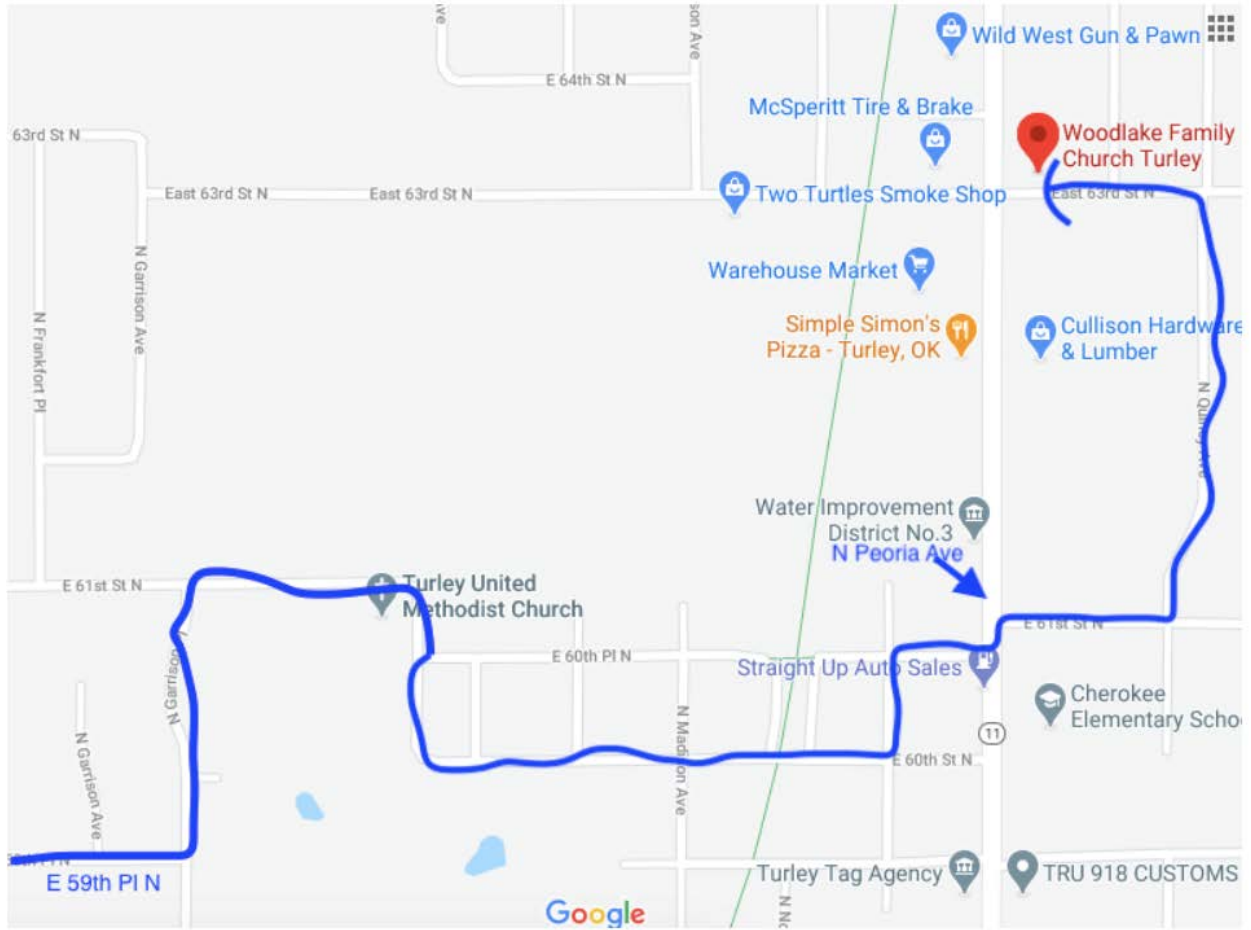 Wild West Gun & Pawn
E 64th St N
McSperitt Tire & Brake
63rd St N
Woodlake Family
Church Turley
East 63rd St N
East 63rd St N
Two Turtles Smoke Shop
East 63rd St N
N Garrison Ave
Warehouse Market
N Frankfort Pl
Simple Simon's
Pizza - Turley, OK
Cullison Hardware
& Lumber
Water Improvement
District No.3
N Peoria Ave
E 61st St N
Turley United
Methodist Church
E 61st St N
E 60th Pl N
Straight Up Auto Sales
N Garrison
Cherokee
Elementary Schoo
N Garrison Ave
N Madison Ave
11
E 60th St N
E 59th Pl N
Turley Tag Agency
TRU 918 CUSTOMS
Google